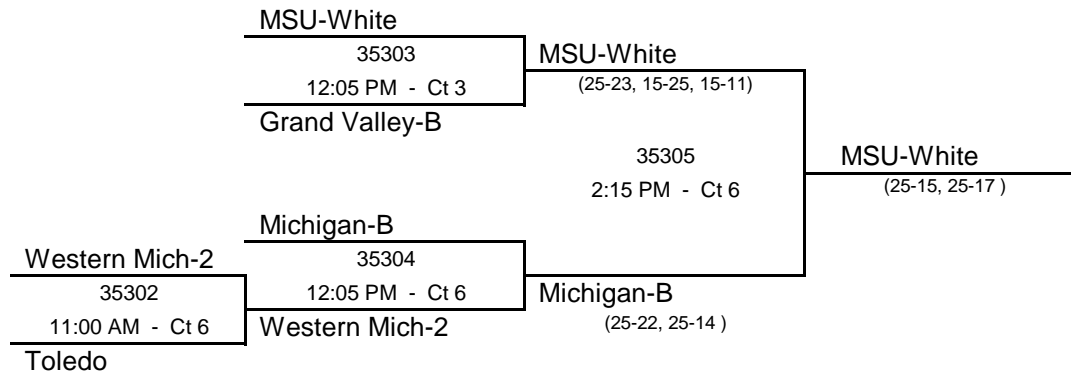 MSU-White
35303
12:05 PM - Ct 3
Grand Valley-B
MSU-White
(25-23, 15-25, 15-11)
35305
2:15 PM - Ct 6
MSU-White
(25-15, 25-17 )
Michigan-B
35304
12:05 PM - Ct 6
Western Mich-2
Western Mich-2
35302
11:00 AM - Ct 6
Toledo
Michigan-B
(25-22, 25-14 )